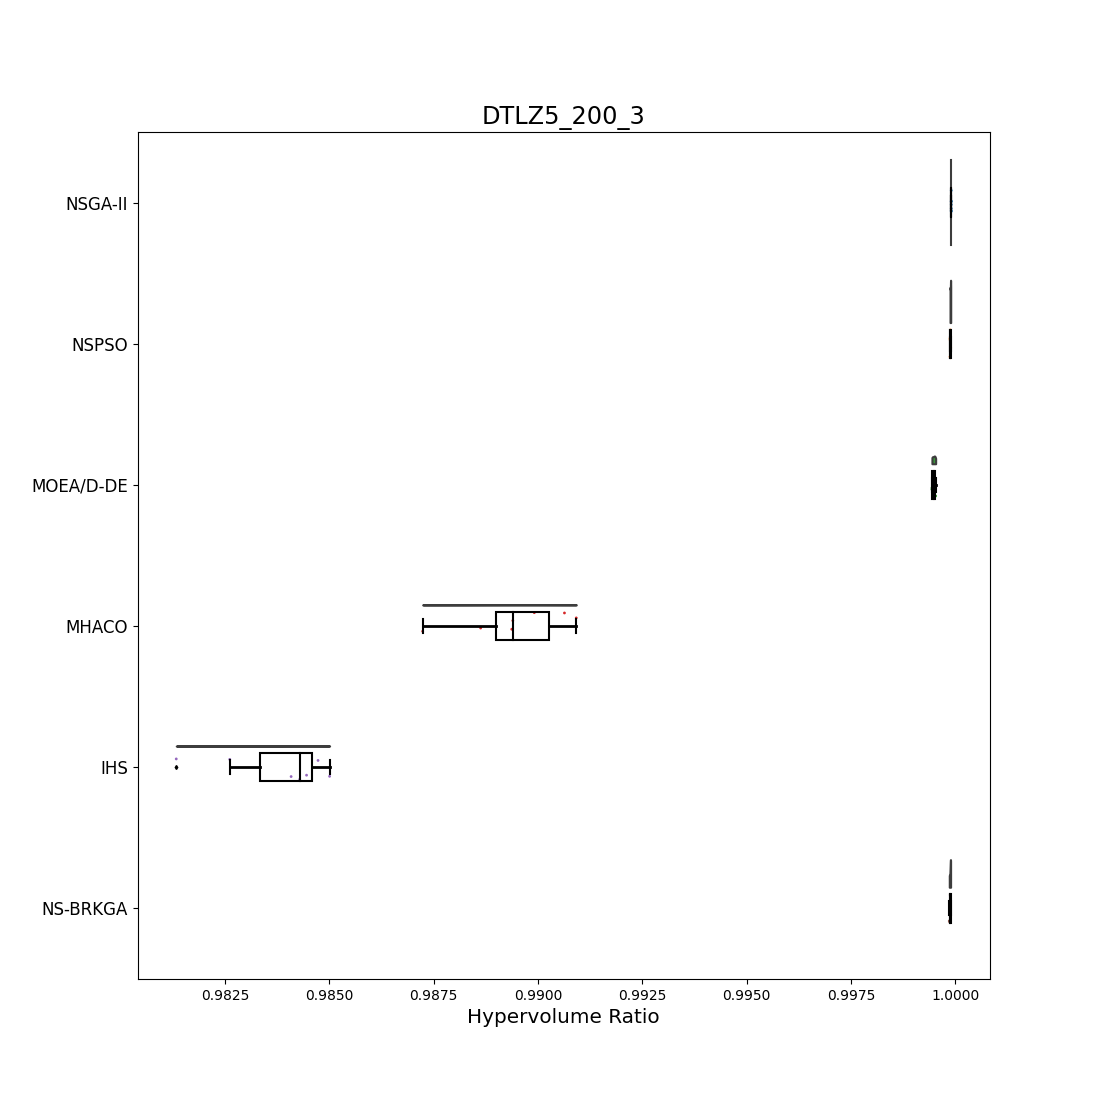 DTLZ5_200_3
NSGA-II
NSPSO
MOEA/D-DE
MHACO
IHS
NS-BRKGA
0.9825 0.9850 0.9875 0.9900 0.9925 0.9950 0.9975 1.0000
Hypervolume Ratio